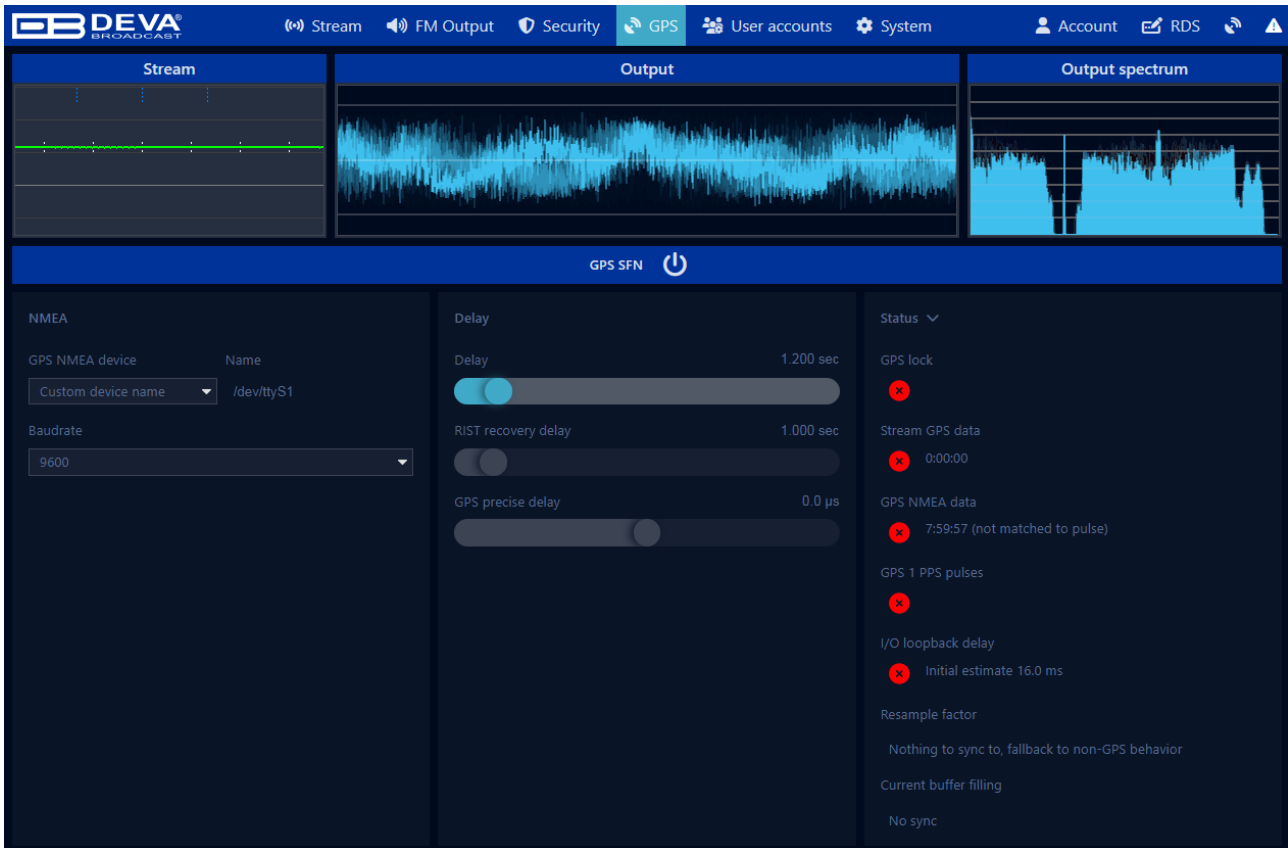 DB DEVA®
BROADCAST
Stream
FM Output
Security
GPS
User accounts
System
Account
RDS
Stream
Output
Output spectrum
GPS SFN
NMEA
GPS NMEA device
Name
Custom device name
/dev/ttyS1
Baudrate
9600
Delay
Delay
1.200 sec
RIST recovery delay
1.000 sec
GPS precise delay
0.0 µs
Status
GPS lock
Stream GPS data
0:00:00
GPS NMEA data
7:59:57 (not matched to pulse)
GPS 1 PPS pulses
I/O loopback delay
Initial estimate 16.0 ms
Resample factor
Nothing to sync to, fallback to non-GPS behavior
Current buffer filling
No sync